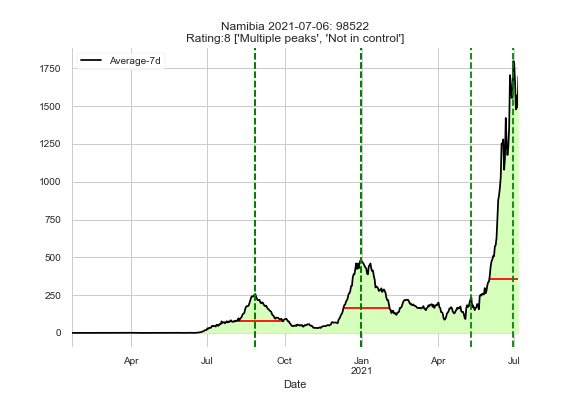 Namibia 2021-07-06: 98522
Rating:8 ['Multiple peaks', 'Not in control']
Average-7d
1750
1500
1250
1000
750
500
250
0
Apr
Jul
Oct
Jan
Apr
Jul
2021
Date